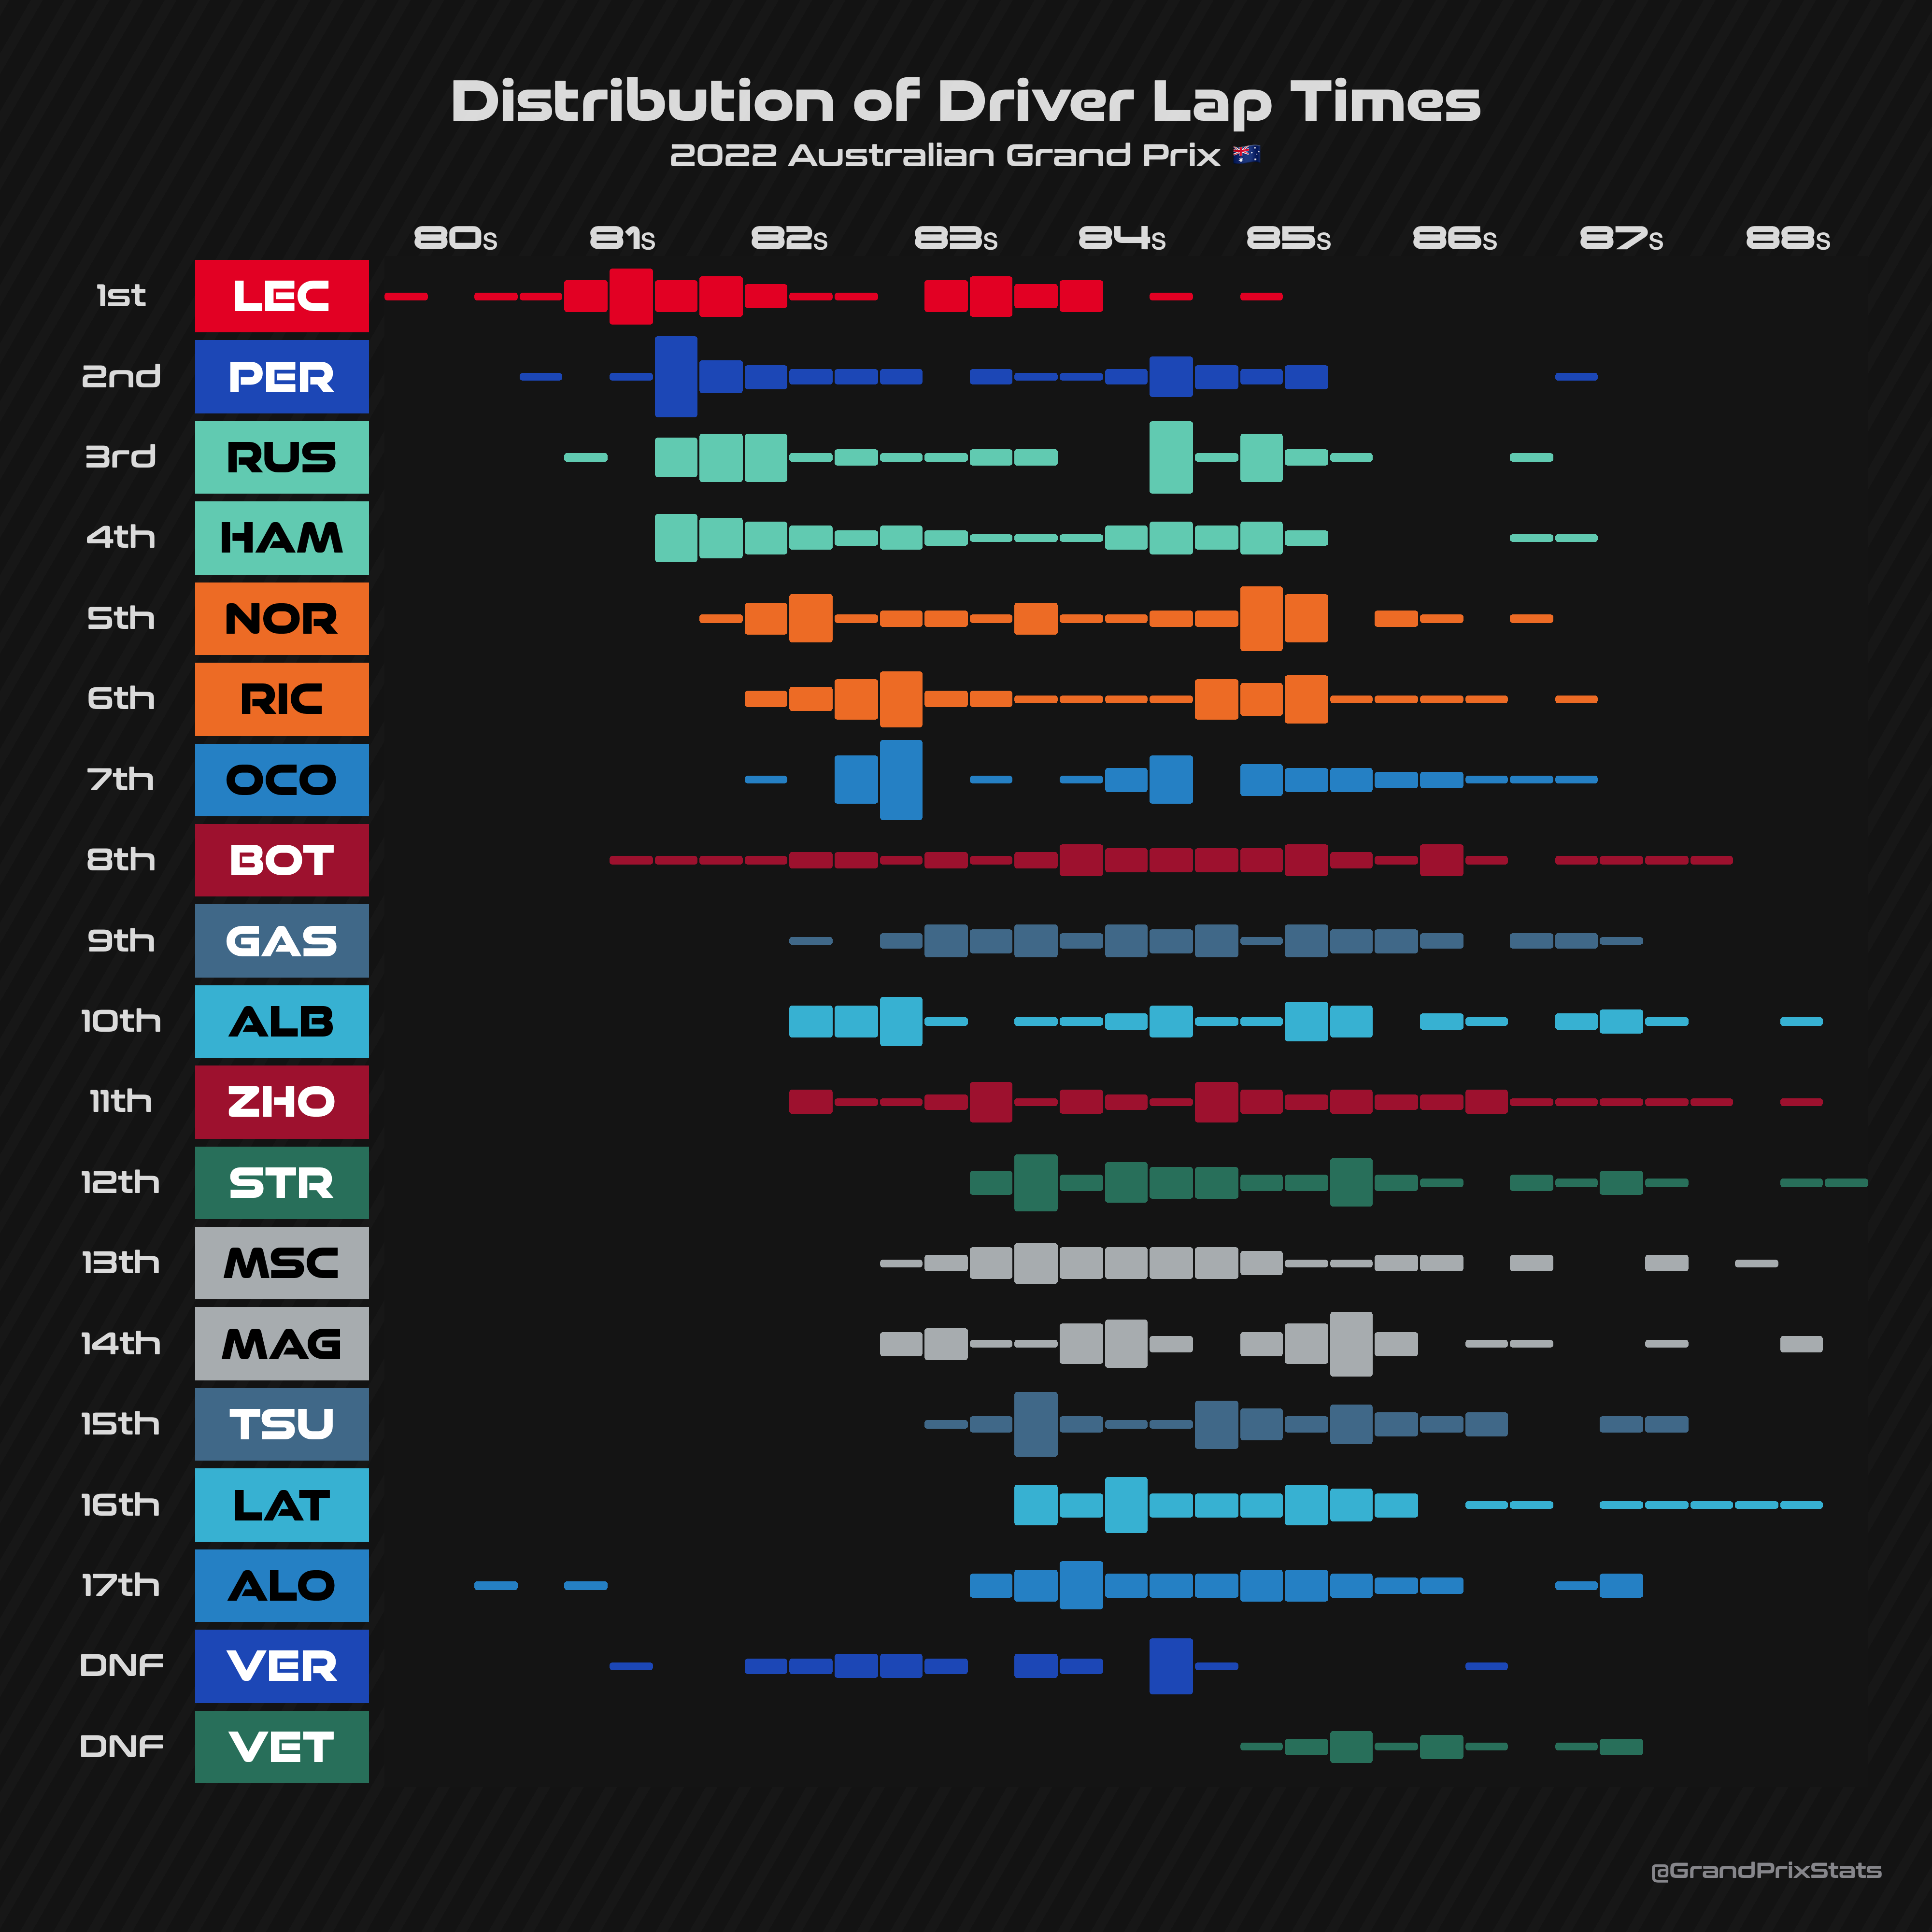 Distribution of Driver Lap Times
2022 Australian Grand Prix 🇦🇺
80s 81s 82s 83s 84s 85s 86s 87s 88s
1st LEC
2nd PER
3rd RUS
4th HAM
5th NOR
6th RIC
7th OCO
8th BOT
9th GAS
10th ALB
11th ZHO
12th STR
13th MSC
14th MAG
15th TSU
16th LAT
17th ALO
DNF VER
DNF VET
@GrandPrixStats